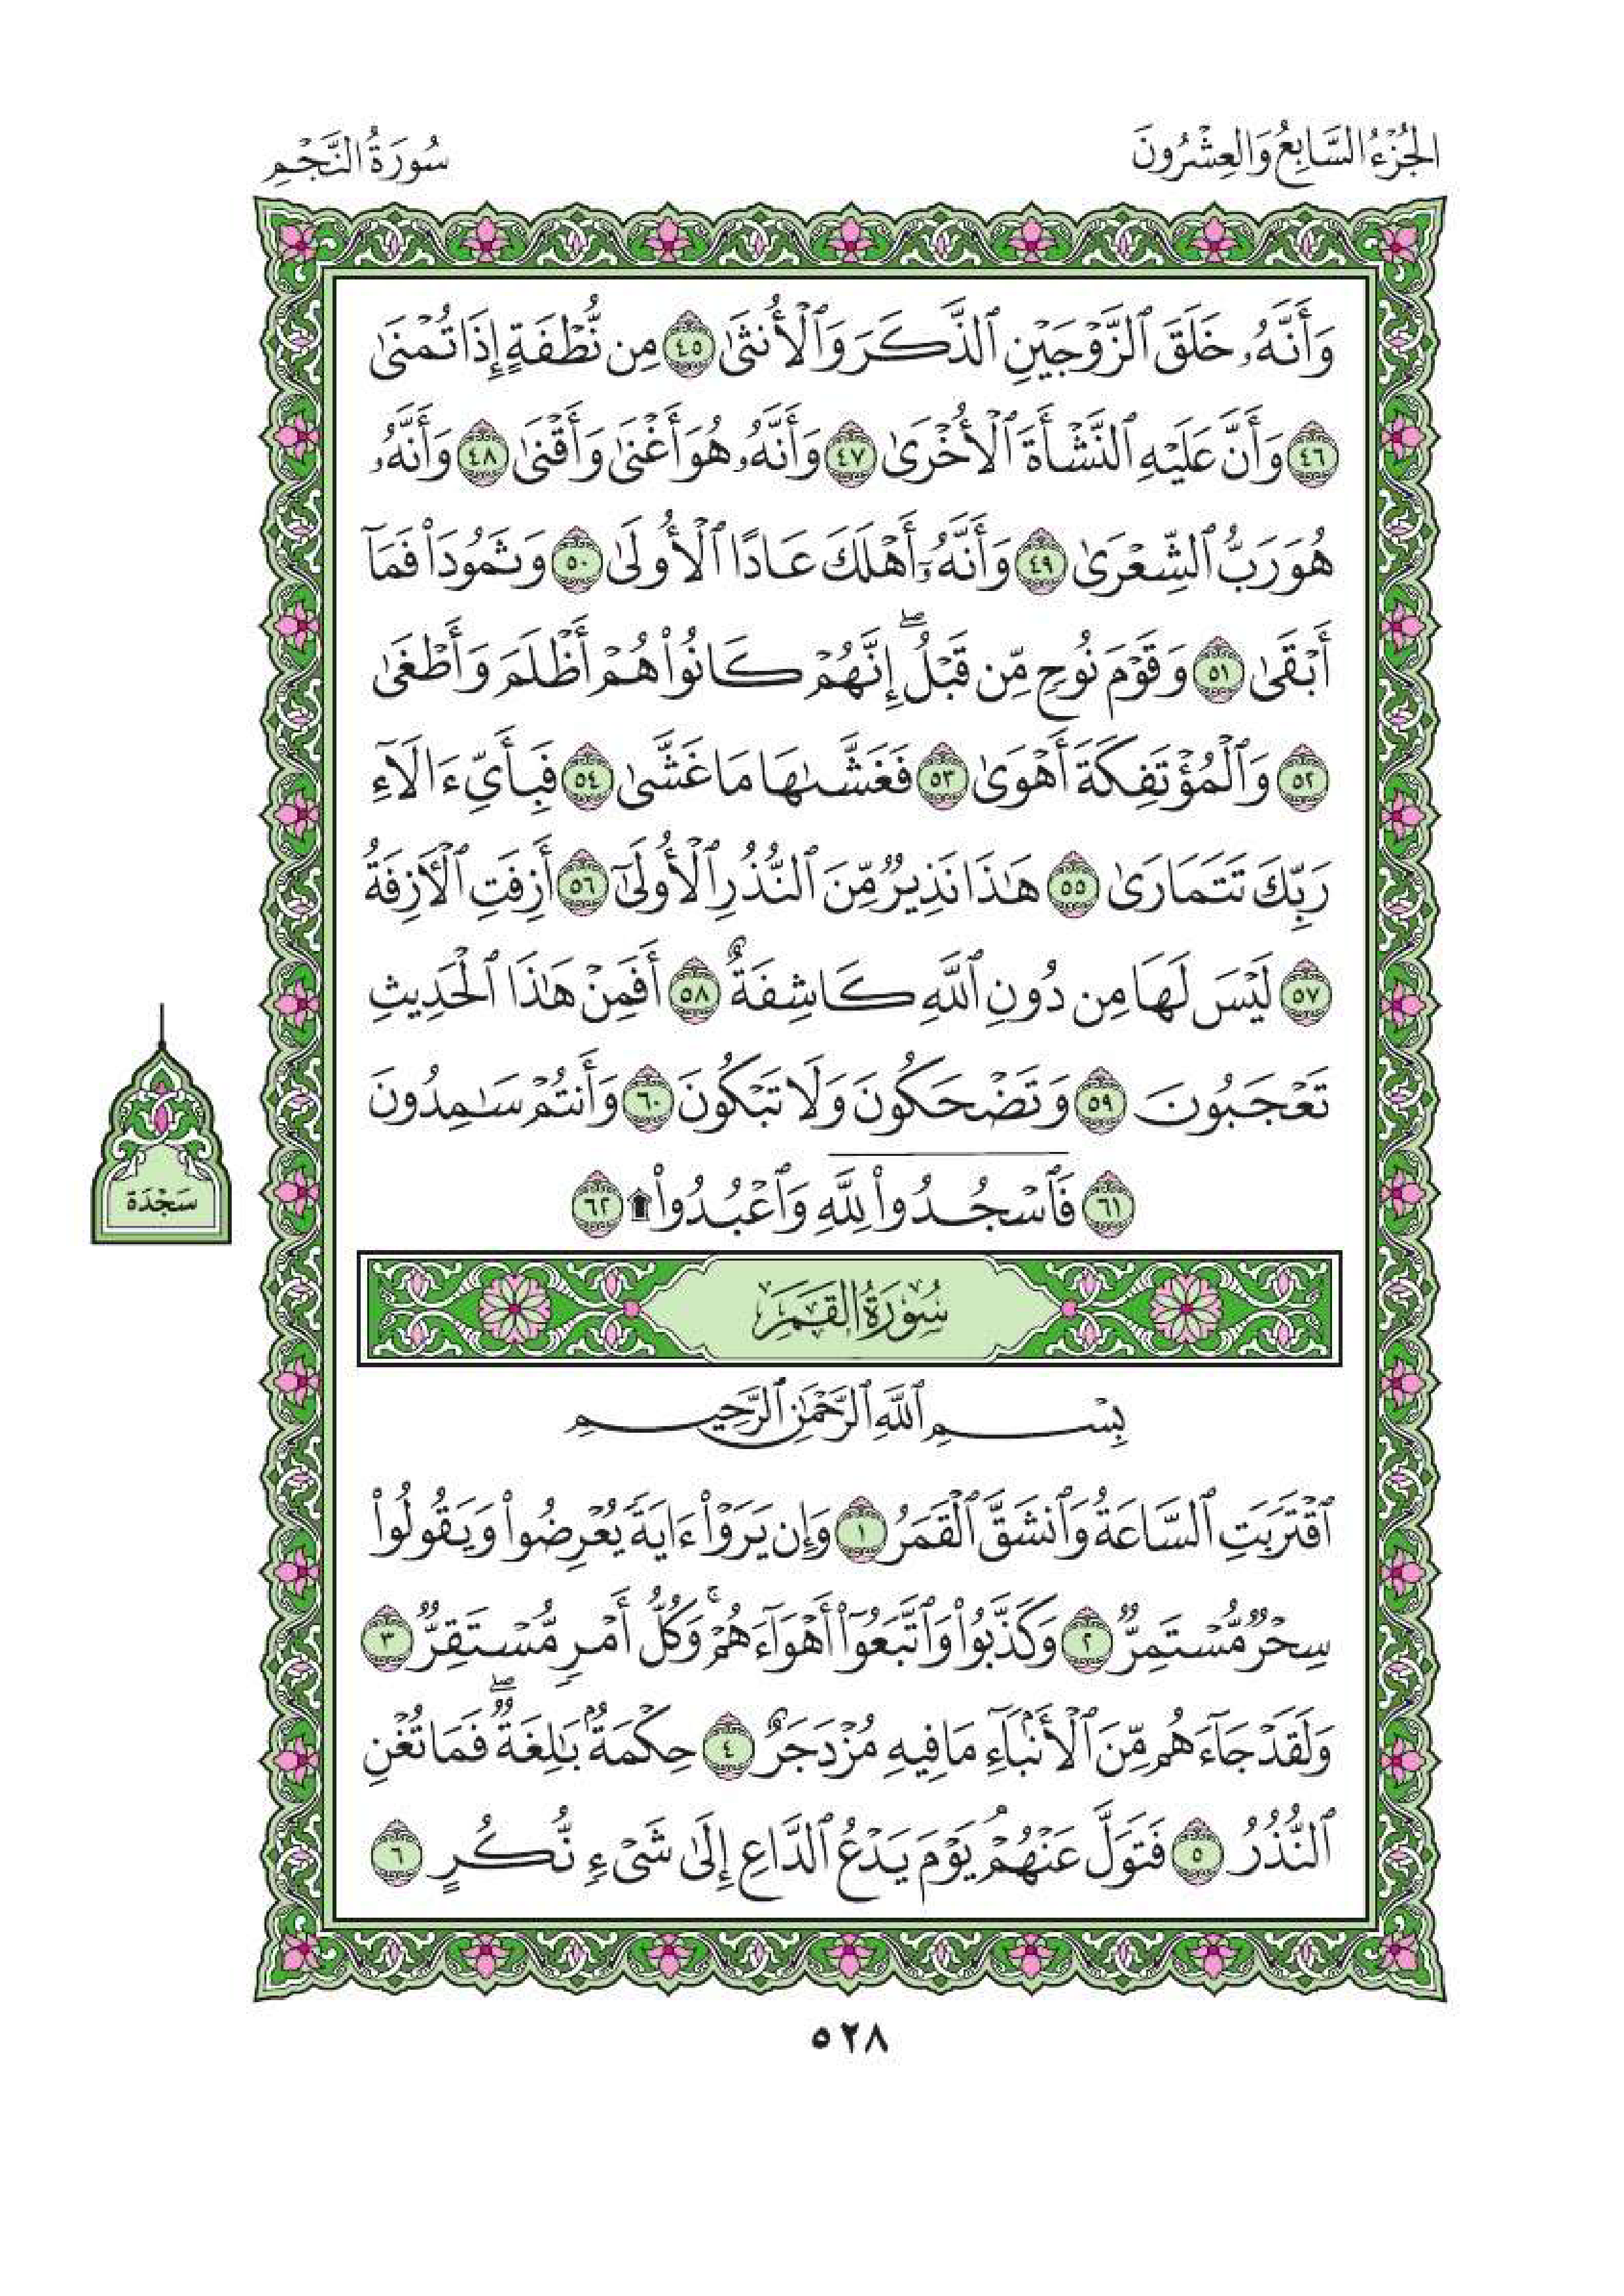 الجُزْءُ السَّابِعُ وَالعِشْرُونَ
سُورَةُ النَّجْمِ
وَأَنَّهُۥ خَلَقَ ٱلزَّوْجَيْنِ ٱلذَّكَرَ وَٱلْأُنثَىٰ ٤٥ مِن نُّطْفَةٍ إِذَا تُمْنَىٰ
٤٦ وَأَنَّ عَلَيْهِ ٱلنَّشْأَةَ ٱلْأُخْرَىٰ ٤٧ وَأَنَّهُۥ هُوَ أَغْنَىٰ وَأَقْنَىٰ ٤٨ وَأَنَّهُۥ
هُوَ رَبُّ ٱلشِّعْرَىٰ ٤٩ وَأَنَّهُۥٓ أَهْلَكَ عَادًا ٱلْأُولَىٰ ٥٠ وَثَمُودَا۟ فَمَآ
أَبْقَىٰ ٥١ وَقَوْمَ نُوحٍ مِّن قَبْلُ ۖ إِنَّهُمْ كَانُوا۟ هُمْ أَظْلَمَ وَأَطْغَىٰ
٥٢ وَٱلْمُؤْتَفِكَةَ أَهْوَىٰ ٥٣ فَغَشَّىٰهَا مَا غَشَّىٰ ٥٤ فَبِأَىِّ ءَالَآءِ
رَبِّكَ تَتَمَارَىٰ ٥٥ هَـٰذَا نَذِيرٌ مِّنَ ٱلنُّذُرِ ٱلْأُولَىٰٓ ٥٦ أَزِفَتِ ٱلْـَٔازِفَةُ
٥٧ لَيْسَ لَهَا مِن دُونِ ٱللَّهِ كَاشِفَةٌ ٥٨ أَفَمِنْ هَـٰذَا ٱلْحَدِيثِ
تَعْجَبُونَ ٥٩ وَتَضْحَكُونَ وَلَا تَبْكُونَ ٦٠ وَأَنتُمْ سَـٰمِدُونَ
٦١ فَٱسْجُدُوا۟ لِلَّهِ وَٱعْبُدُوا۟ ۩ ٦٢
سَجْدَة
سُورَةُ القَمَرِ
بِسْمِ ٱللَّهِ ٱلرَّحْمَـٰنِ ٱلرَّحِيمِ
ٱقْتَرَبَتِ ٱلسَّاعَةُ وَٱنشَقَّ ٱلْقَمَرُ ١ وَإِن يَرَوْا۟ ءَايَةً يُعْرِضُوا۟ وَيَقُولُوا۟
سِحْرٌ مُّسْتَمِرٌّ ٢ وَكَذَّبُوا۟ وَٱتَّبَعُوٓا۟ أَهْوَآءَهُمْ ۚ وَكُلُّ أَمْرٍ مُّسْتَقِرٌّ ٣
وَلَقَدْ جَآءَهُم مِّنَ ٱلْأَنۢبَآءِ مَا فِيهِ مُزْدَجَرٌ ٤ حِكْمَةٌۢ بَـٰلِغَةٌ ۖ فَمَا تُغْنِ
ٱلنُّذُرُ ٥ فَتَوَلَّ عَنْهُمْ ۘ يَوْمَ يَدْعُ ٱلدَّاعِ إِلَىٰ شَىْءٍ نُّكُرٍ ٦
٥٢٨